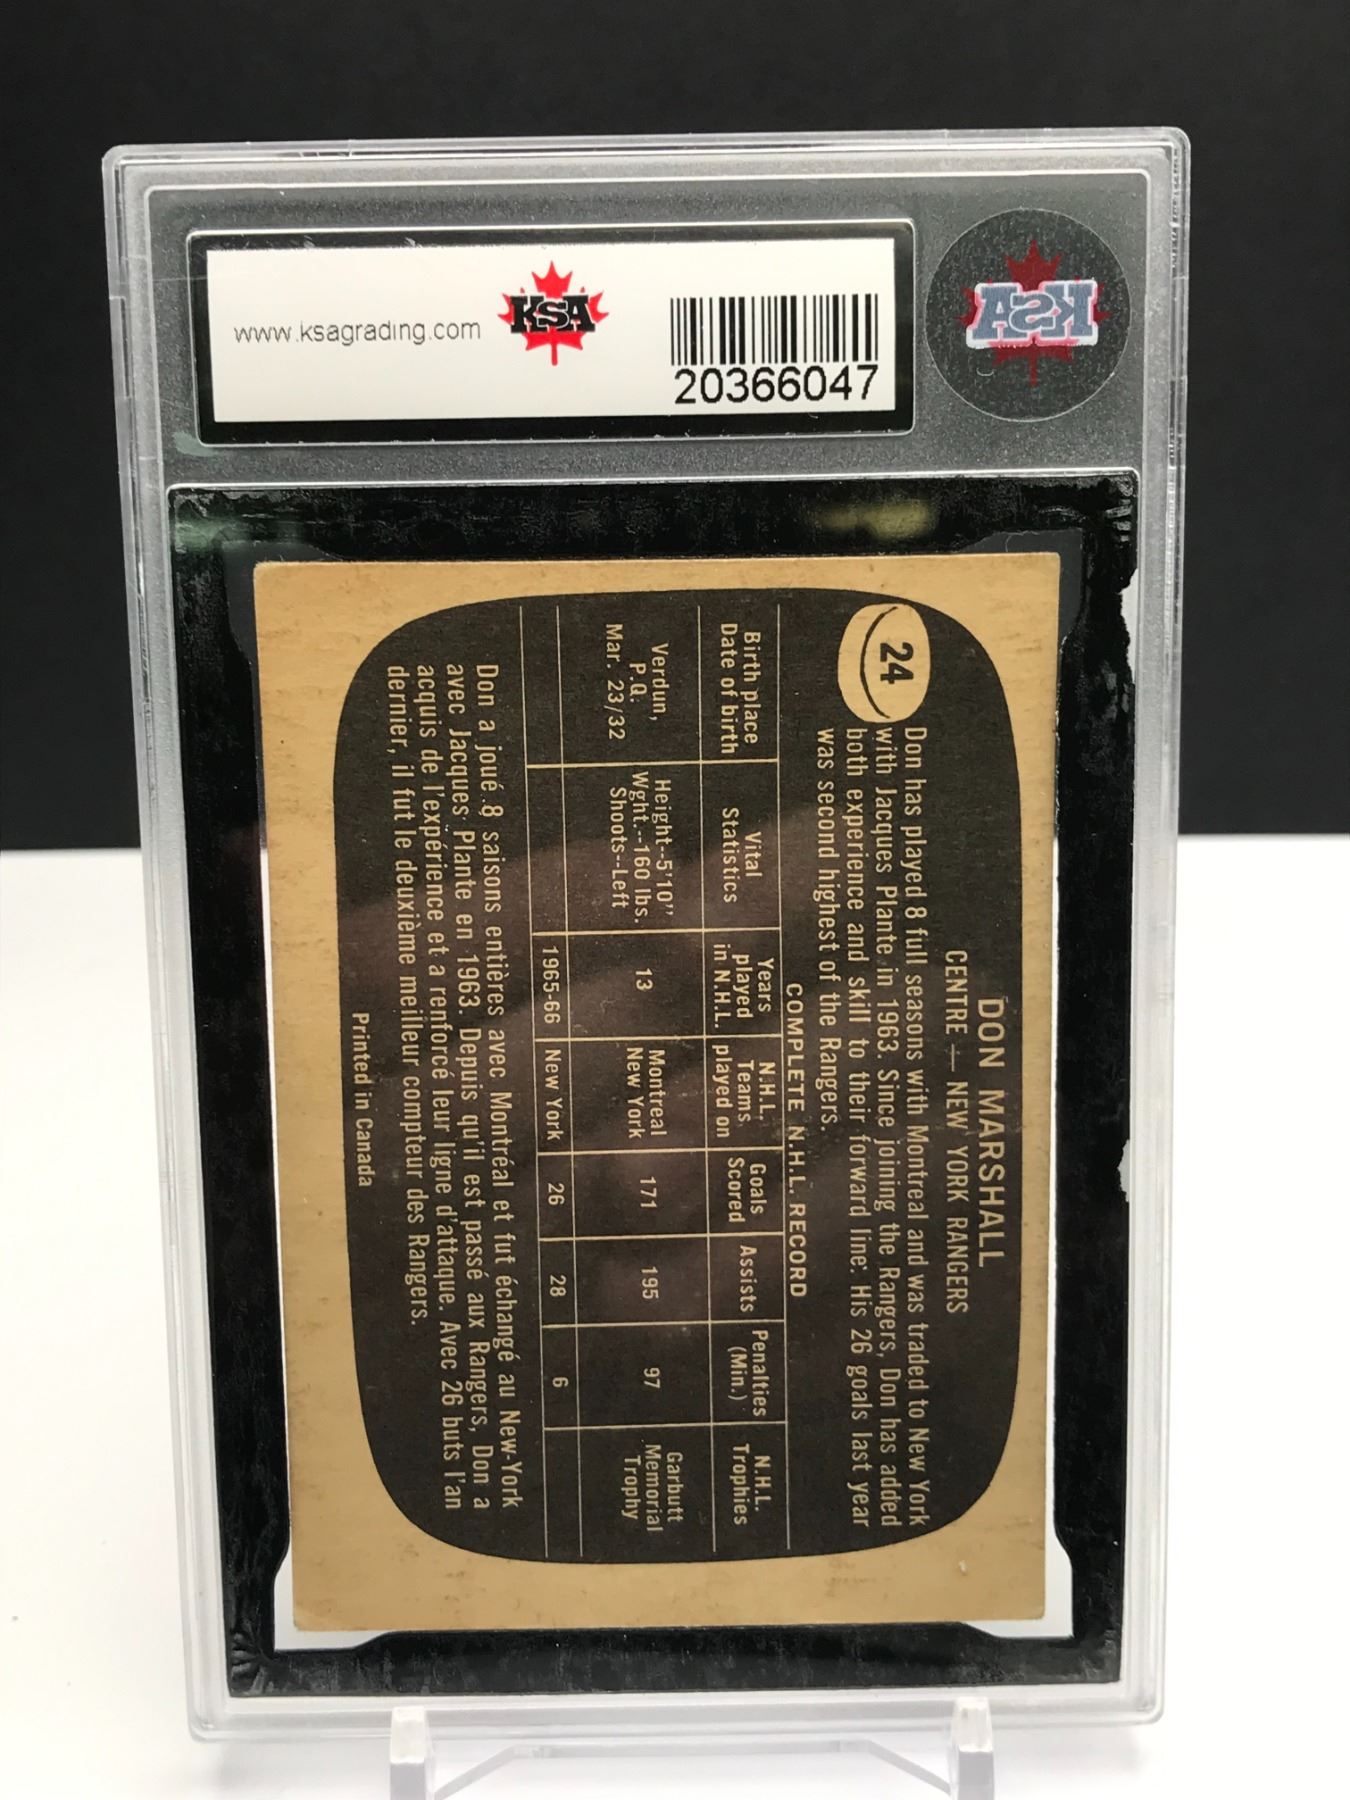 www.ksagrading.com
KSA
20366047
KSA
24
DON MARSHALL
CENTRE — NEW YORK RANGERS
Don has played 8 full seasons with Montreal and was traded to New York
with Jacques Plante in 1963. Since joining the Rangers, Don has added
both experience and skill to their forward line. His 26 goals last year
was second highest of the Rangers.
COMPLETE N.H.L. RECORD
Birth place Date of birth
Vital Statistics
Years played in N.H.L.
N.H.L. Teams played on
Goals Scored
Assists
Penalties (Min.)
N.H.L. Trophies
Verdun, P.Q. Mar. 23/32
Height--5'10" Wght.--160 lbs. Shoots--Left
13
Montreal New York
171
195
97
Garbutt Memorial Trophy
1965-66 New York 26 28 6
Don a joué 8 saisons entières avec Montréal et fut échangé au New-York
avec Jacques Plante en 1963. Depuis qu'il est passé aux Rangers, Don a
acquis de l'expérience et a renforcé leur ligne d'attaque. Avec 26 buts l'an
dernier, il fut le deuxième meilleur compteur des Rangers.
Printed in Canada